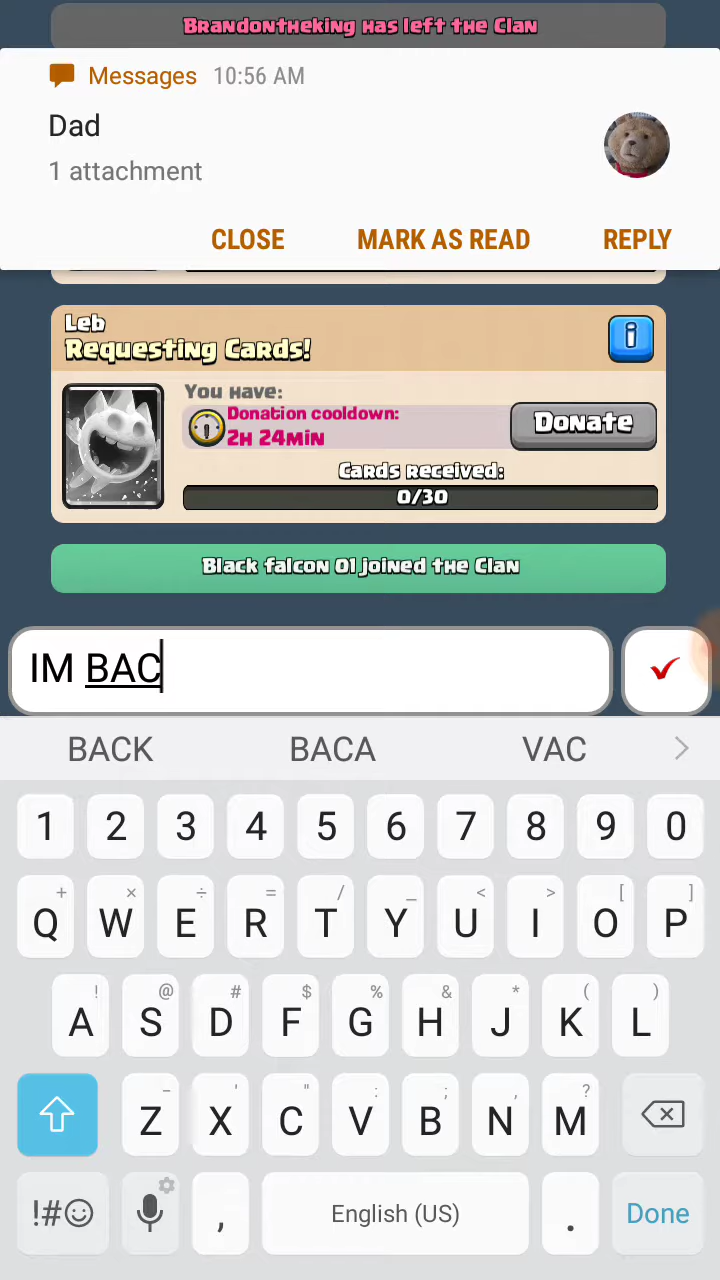 Brandontheking has left the Clan
Messages 10:56 AM
Dad
1 attachment
CLOSE MARK AS READ REPLY
Leb
Requesting Cards!
i
You have:
Donation cooldown:
2H 24MIN
Donate
Cards received:
0/30
Black falcon 01 joined the Clan
IM BAC
BACK BACA VAC
1 2 3 4 5 6 7 8 9 0
+ × ÷ = / _ < > [ ]
Q W E R T Y U I O P
! @ # $ % & * ( )
A S D F G H J K L
- ' " : ; , ?
Z X C V B N M
!#☺ , English (US) . Done